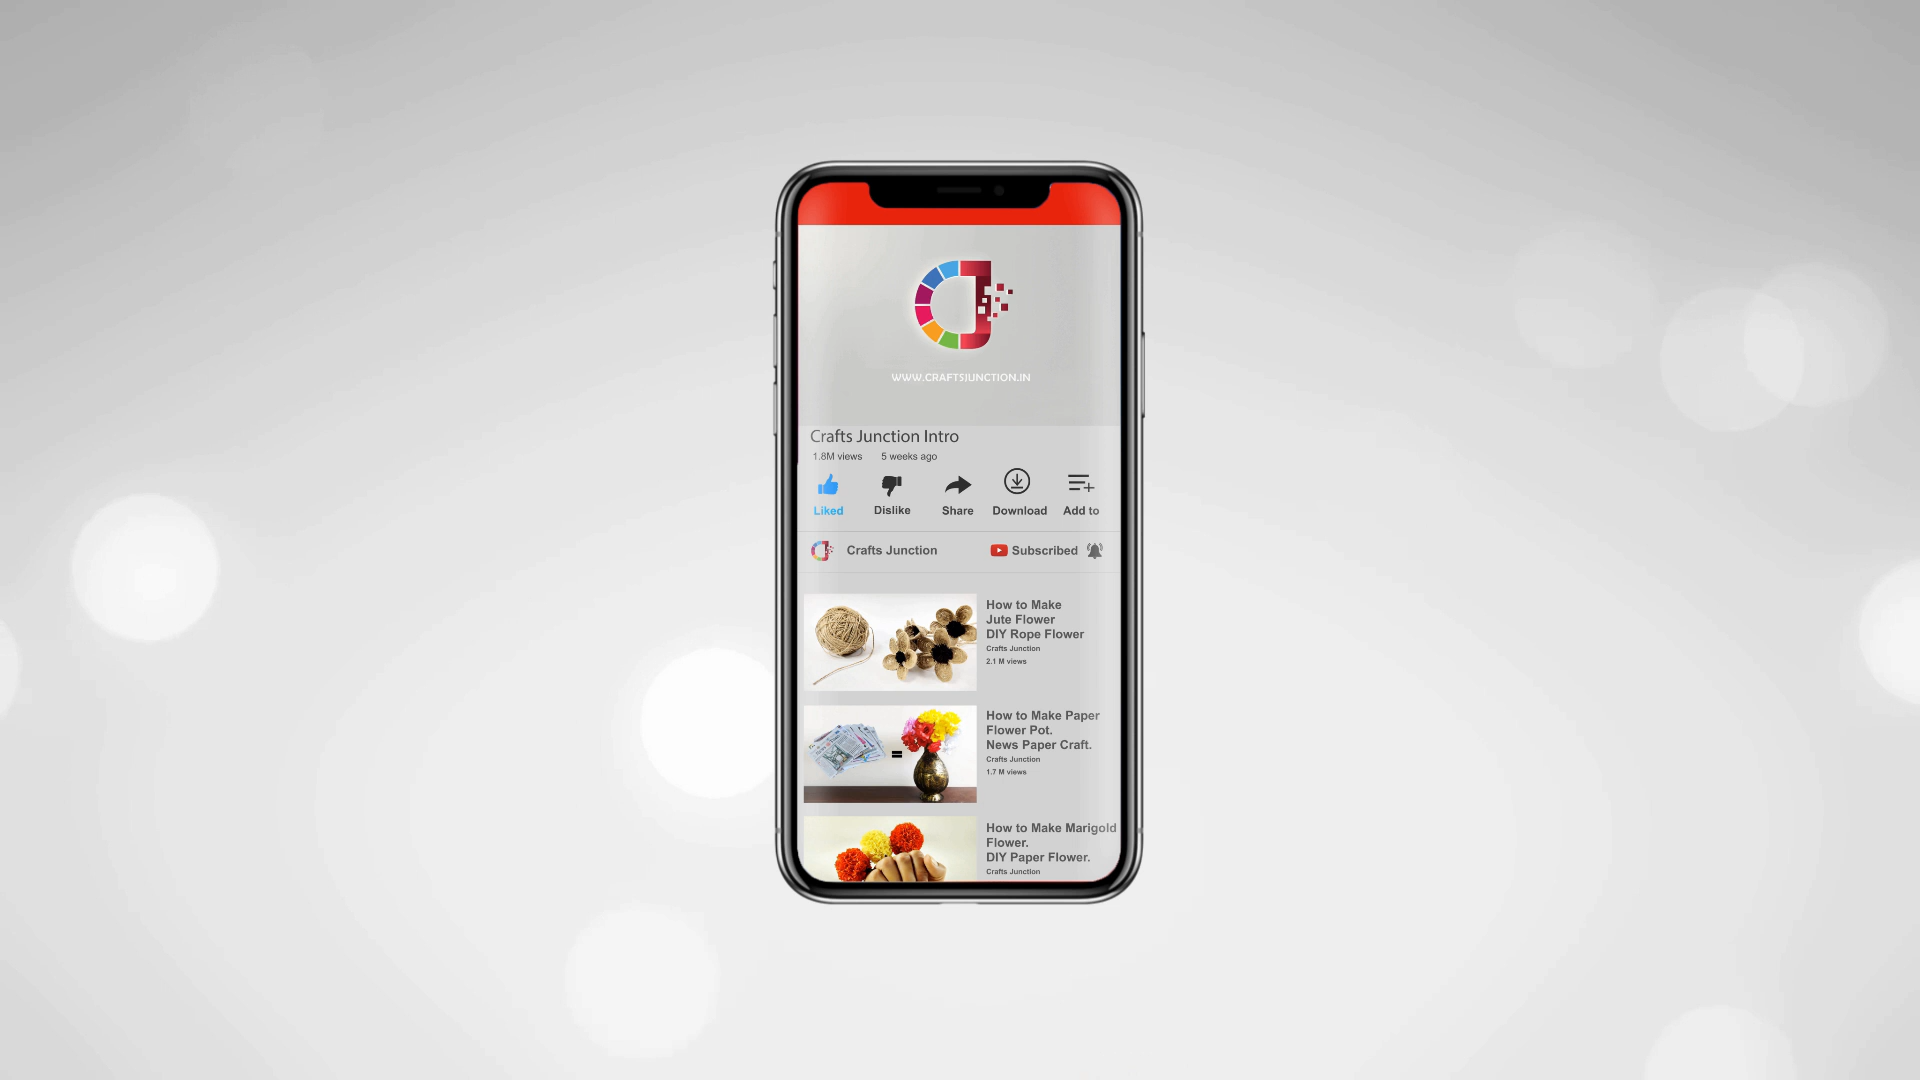 WWW.CRAFTSJUNCTION.IN
Crafts Junction Intro
1.8M views 5 weeks ago
Liked Dislike Share Download Add to
Crafts Junction Subscribed
How to Make
Jute Flower
DIY Rope Flower
Crafts Junction
2.1 M views
=
How to Make Paper
Flower Pot.
News Paper Craft.
Crafts Junction
1.7 M views
How to Make Marigold
Flower.
DIY Paper Flower.
Crafts Junction